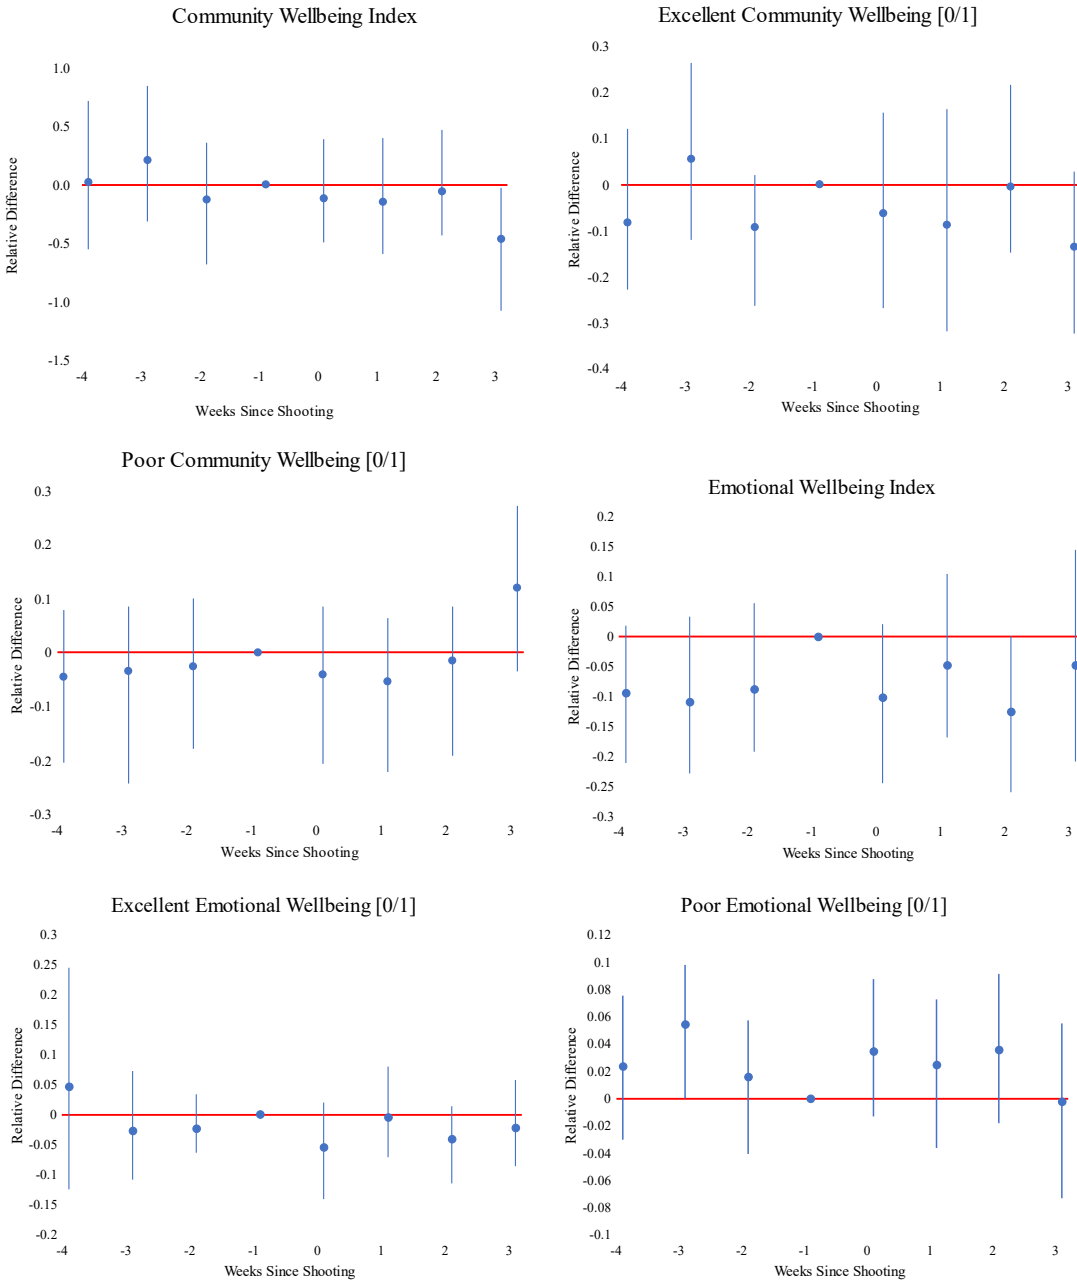 Community Wellbeing Index
Relative Difference
1.0
0.5
0.0
-0.5
-1.0
-1.5
-4 -3 -2 -1 0 1 2 3
Weeks Since Shooting
Excellent Community Wellbeing [0/1]
Relative Difference
0.3
0.2
0.1
0
-0.1
-0.2
-0.3
-0.4
-4 -3 -2 -1 0 1 2 3
Weeks Since Shooting
Poor Community Wellbeing [0/1]
Relative Difference
0.3
0.2
0.1
0
-0.1
-0.2
-0.3
-4 -3 -2 -1 0 1 2 3
Weeks Since Shooting
Emotional Wellbeing Index
Relative Difference
0.2
0.15
0.1
0.05
0
-0.05
-0.1
-0.15
-0.2
-0.25
-0.3
-4 -3 -2 -1 0 1 2 3
Weeks Since Shooting
Excellent Emotional Wellbeing [0/1]
Relative Difference
0.3
0.25
0.2
0.15
0.1
0.05
0
-0.05
-0.1
-0.15
-0.2
-4 -3 -2 -1 0 1 2 3
Weeks Since Shooting
Poor Emotional Wellbeing [0/1]
Relative Difference
0.12
0.1
0.08
0.06
0.04
0.02
0
-0.02
-0.04
-0.06
-0.08
-0.1
-4 -3 -2 -1 0 1 2 3
Weeks Since Shooting